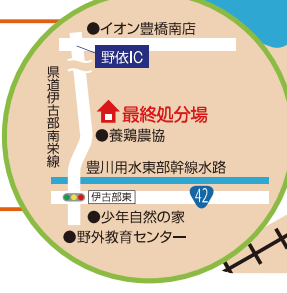 ●イオン豊橋南店
野依IC
県道伊古部南栄線
最終処分場
●養鶏農協
豊川用水東部幹線水路
伊古部東
42
●少年自然の家
●野外教育センター